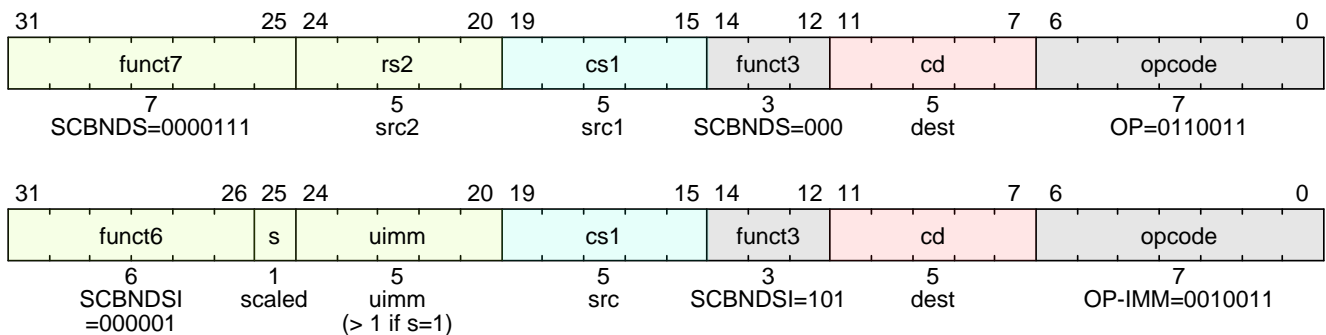 31 25 24 20 19 15 14 12 11 7 6 0
funct7 rs2 cs1 funct3 cd opcode
7 5 5 3 5 7
SCBNDS=0000111 src2 src1 SCBNDS=000 dest OP=0110011
31 26 25 24 20 19 15 14 12 11 7 6 0
funct6 s uimm cs1 funct3 cd opcode
6 1 5 5 3 5 7
SCBNDSI scaled uimm src SCBNDSI=101 dest OP-IMM=0010011
=000001 (> 1 if s=1)